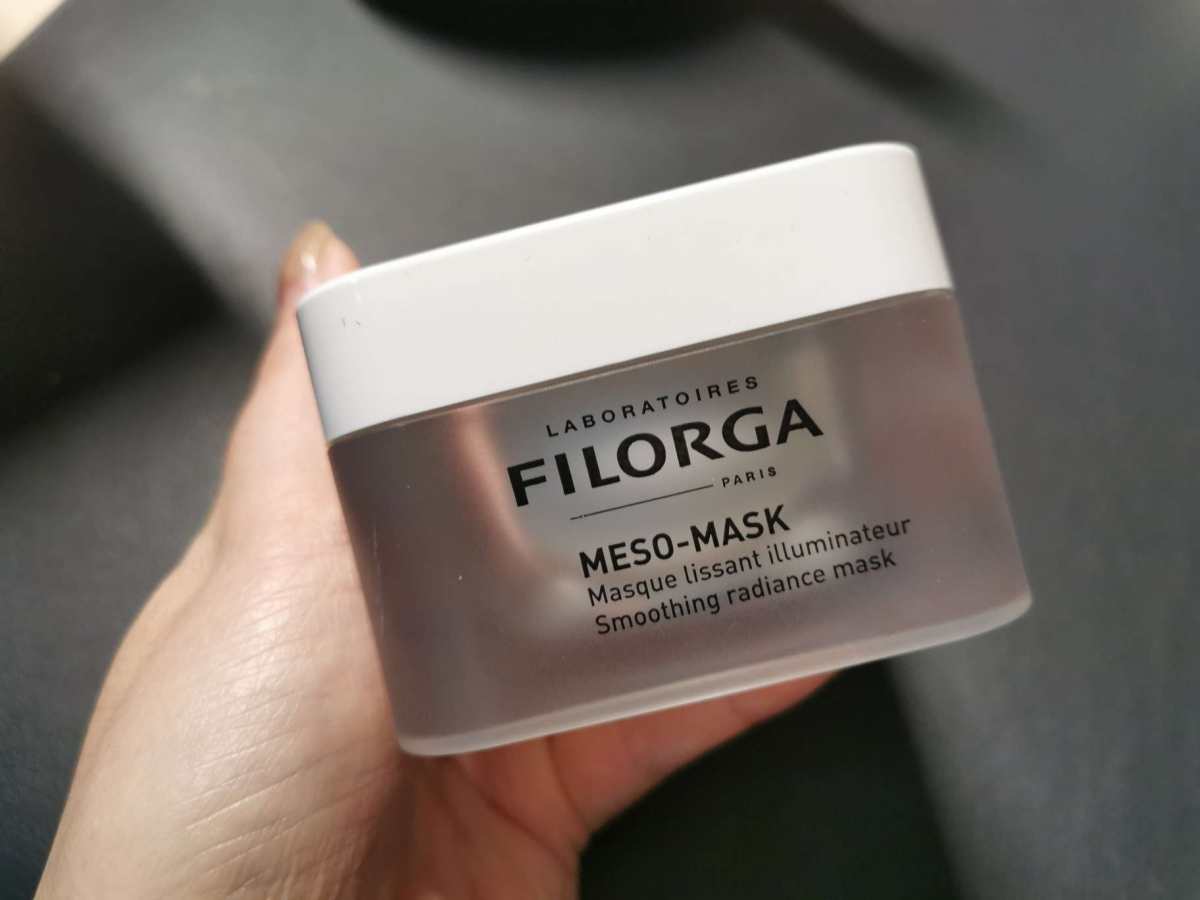 LABORATOIRES
FILORGA
PARIS
MESO-MASK
Masque lissant illuminateur
Smoothing radiance mask